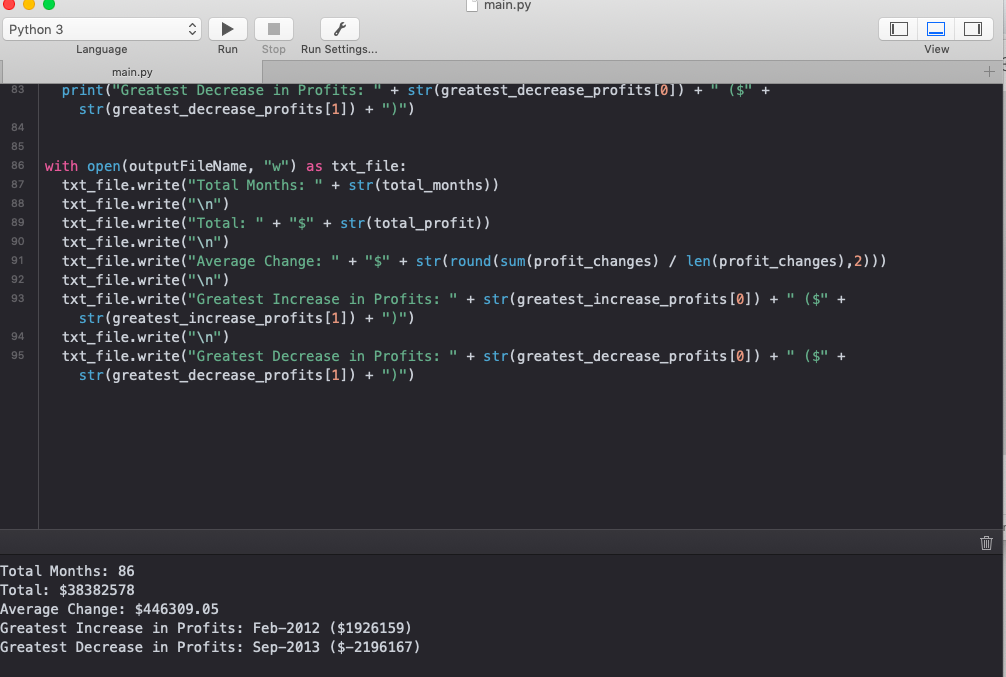 main.py
Python 3
Language
Run
Stop
Run Settings...
View
main.py
83 print("Greatest Decrease in Profits: " + str(greatest_decrease_profits[0]) + " ($" +
str(greatest_decrease_profits[1]) + ")")
84
85
86 with open(outputFileName, "w") as txt_file:
87 txt_file.write("Total Months: " + str(total_months))
88 txt_file.write("\n")
89 txt_file.write("Total: " + "$" + str(total_profit))
90 txt_file.write("\n")
91 txt_file.write("Average Change: " + "$" + str(round(sum(profit_changes) / len(profit_changes),2)))
92 txt_file.write("\n")
93 txt_file.write("Greatest Increase in Profits: " + str(greatest_increase_profits[0]) + " ($" +
str(greatest_increase_profits[1]) + ")")
94 txt_file.write("\n")
95 txt_file.write("Greatest Decrease in Profits: " + str(greatest_decrease_profits[0]) + " ($" +
str(greatest_decrease_profits[1]) + ")")
Total Months: 86
Total: $38382578
Average Change: $446309.05
Greatest Increase in Profits: Feb-2012 ($1926159)
Greatest Decrease in Profits: Sep-2013 ($-2196167)